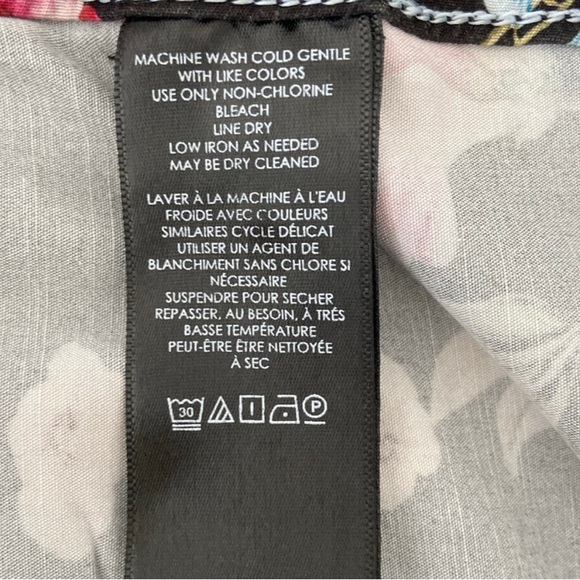 MACHINE WASH COLD GENTLE
WITH LIKE COLORS
USE ONLY NON-CHLORINE
BLEACH
LINE DRY
LOW IRON AS NEEDED
MAY BE DRY CLEANED
LAVER À LA MACHINE À L'EAU
FROIDE AVEC COULEURS
SIMILAIRES CYCLE DÉLICAT
UTILISER UN AGENT DE
BLANCHIMENT SANS CHLORE SI
NÉCESSAIRE
SUSPENDRE POUR SECHER
REPASSER, AU BESOIN, À TRÉS
BASSE TEMPÉRATURE
PEUT-ÊTRE ÊTRE NETTOYÉE
À SEC
30 P